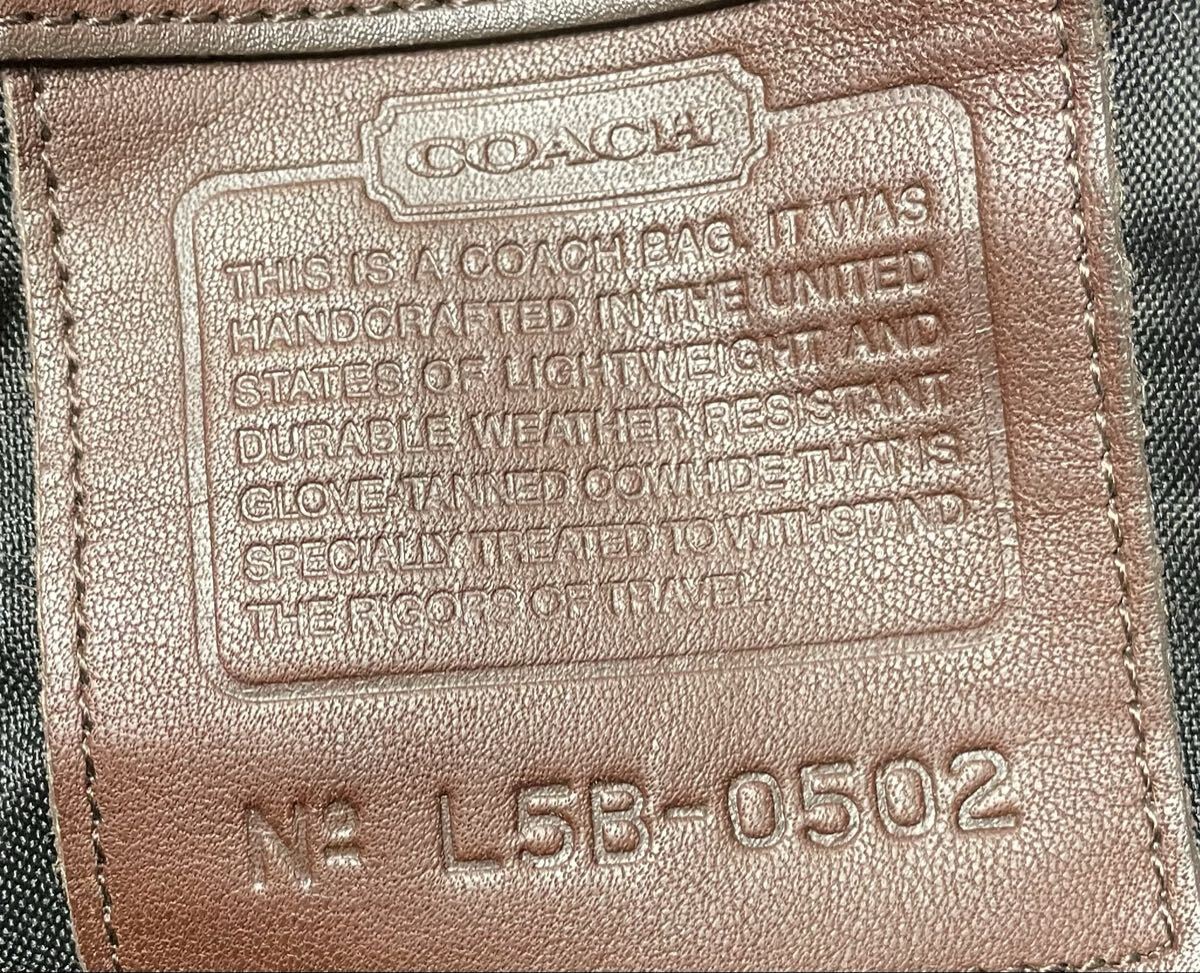 COACH
THIS IS A COACH BAG. IT WAS
HANDCRAFTED IN THE UNITED
STATES OF LIGHTWEIGHT AND
DURABLE WEATHER RESISTANT
GLOVE-TANNED COWHIDE THAT IS
SPECIALLY TREATED TO WITHSTAND
THE RIGORS OF TRAVEL.
Nº L5B-0502